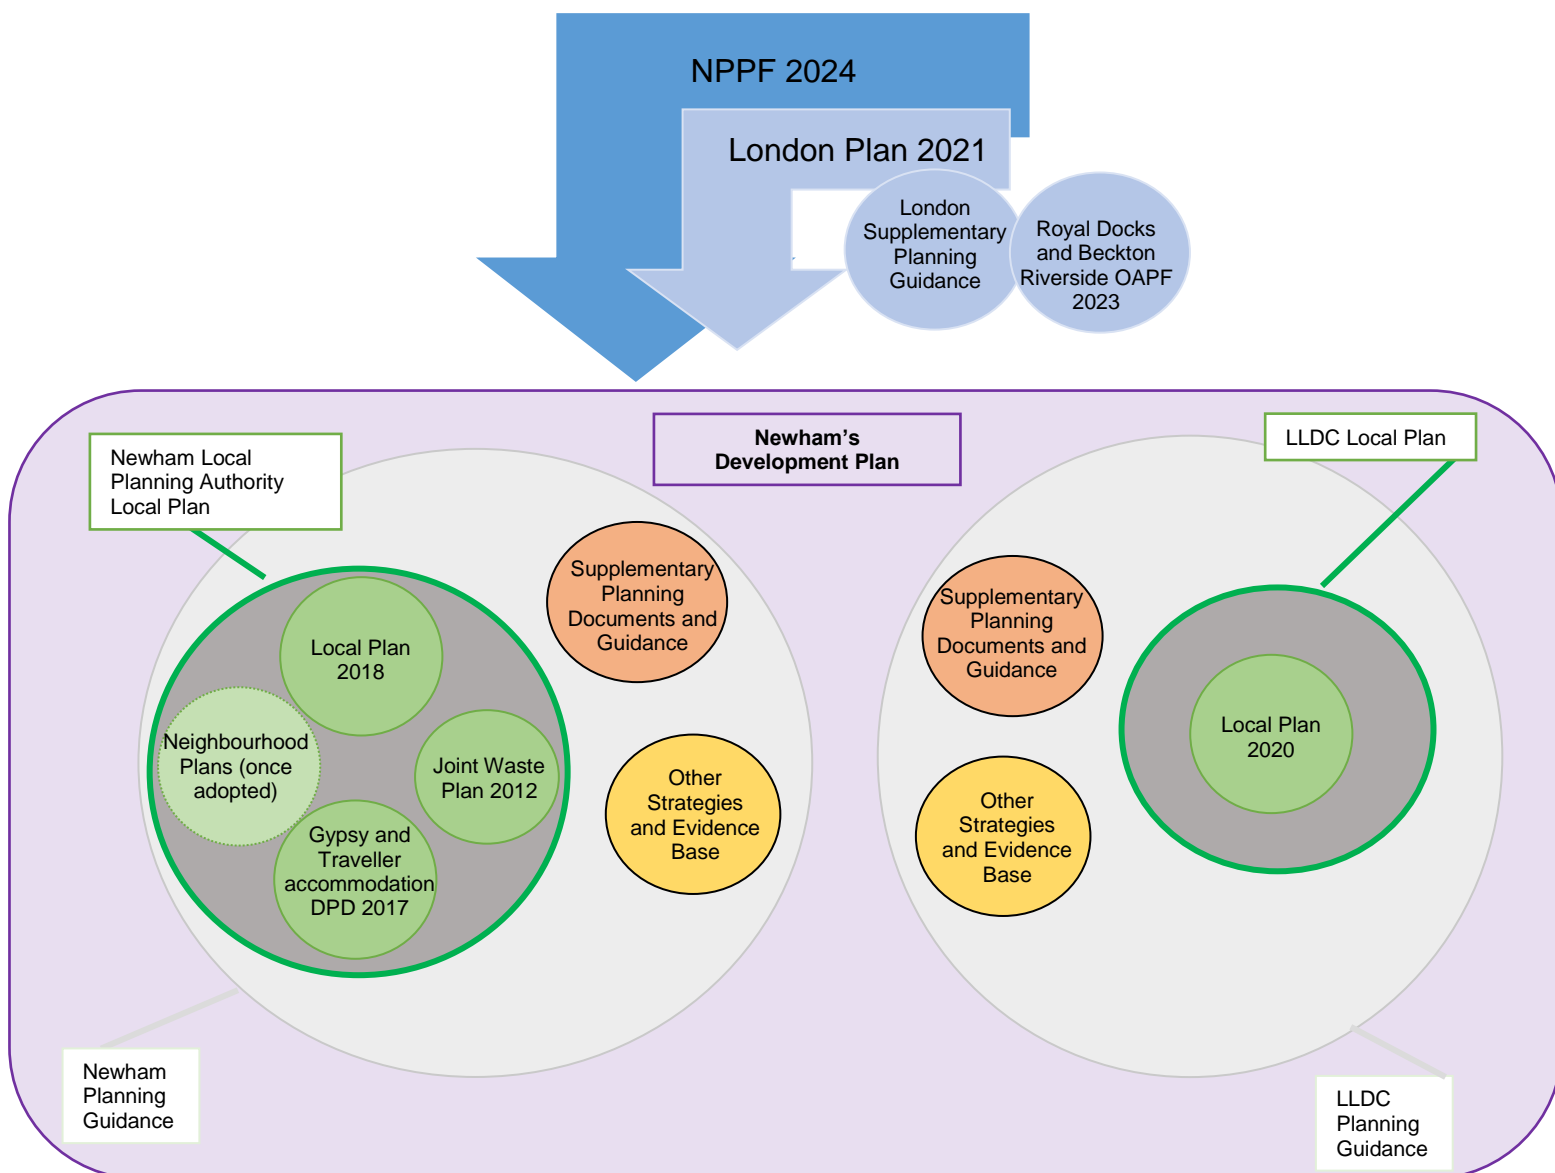 NPPF 2024
London Plan 2021
London
Supplementary
Planning
Guidance
Royal Docks
and Beckton
Riverside OAPF
2023
Newham’s
Development Plan
Newham Local
Planning Authority
Local Plan
LLDC Local Plan
Supplementary
Planning
Documents and
Guidance
Local Plan
2018
Neighbourhood
Plans (once
adopted)
Joint Waste
Plan 2012
Gypsy and
Traveller
accommodation
DPD 2017
Other
Strategies
and Evidence
Base
Supplementary
Planning
Documents and
Guidance
Local Plan
2020
Other
Strategies
and Evidence
Base
Newham
Planning
Guidance
LLDC
Planning
Guidance